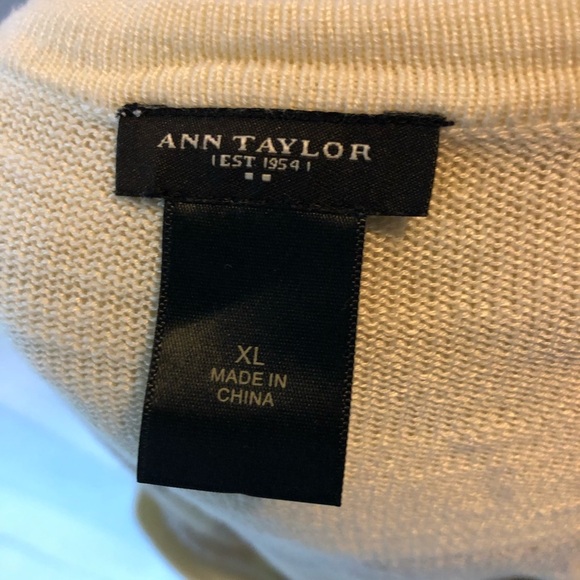 ANN TAYLOR
EST. 1954
XL
MADE IN
CHINA